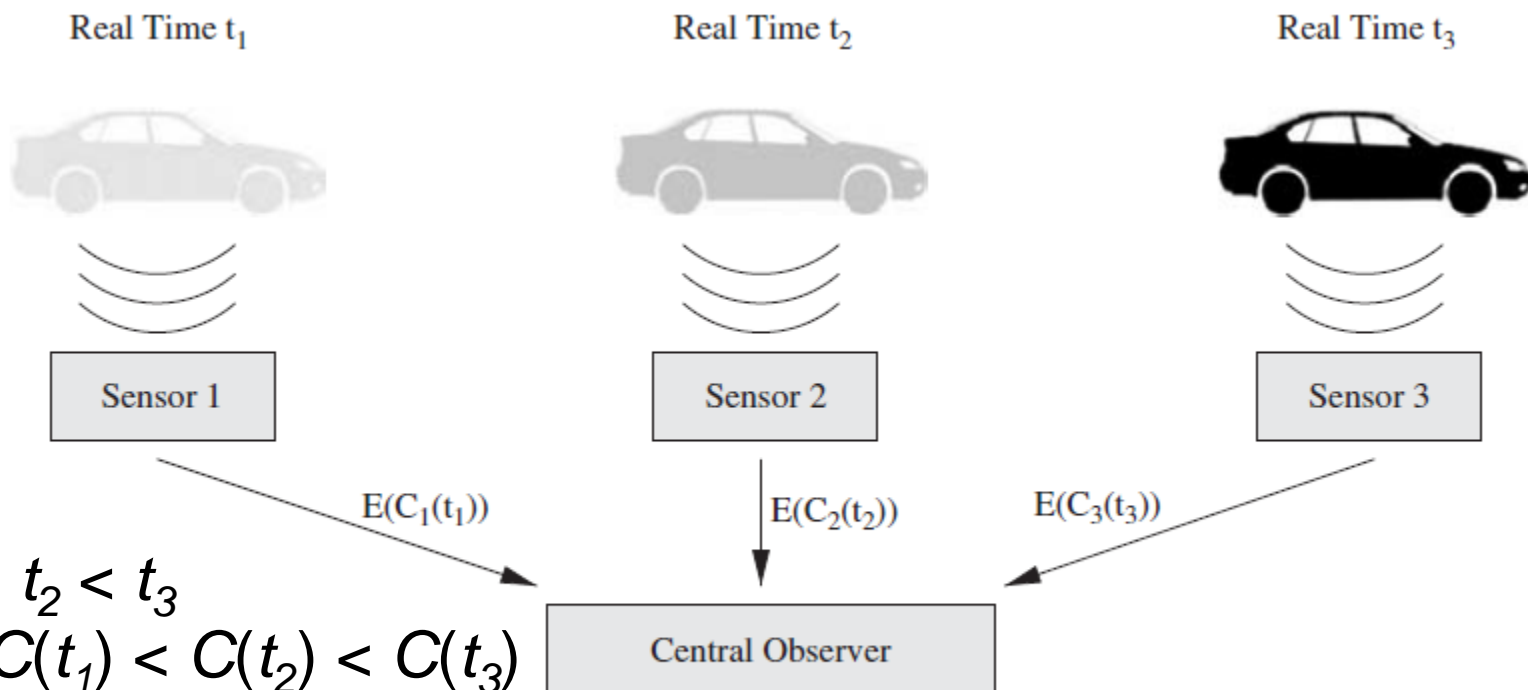 Real Time t₁
Real Time t₂
Real Time t₃
Sensor 1
Sensor 2
Sensor 3
E(C₁(t₁))
E(C₂(t₂))
E(C₃(t₃))
t₂ < t₃
C(t₁) < C(t₂) < C(t₃)
Central Observer